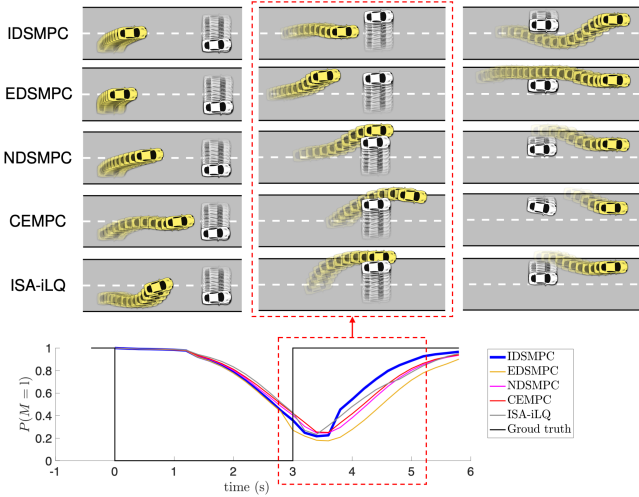 IDSMPC
EDSMPC
NDSMPC
CEMPC
ISA-iLQ
P(M = 1)
1
0.8
0.6
0.4
0.2
0
-1
0
1
2
3
4
5
6
time (s)
IDSMPC
EDSMPC
NDSMPC
CEMPC
ISA-iLQ
Groud truth